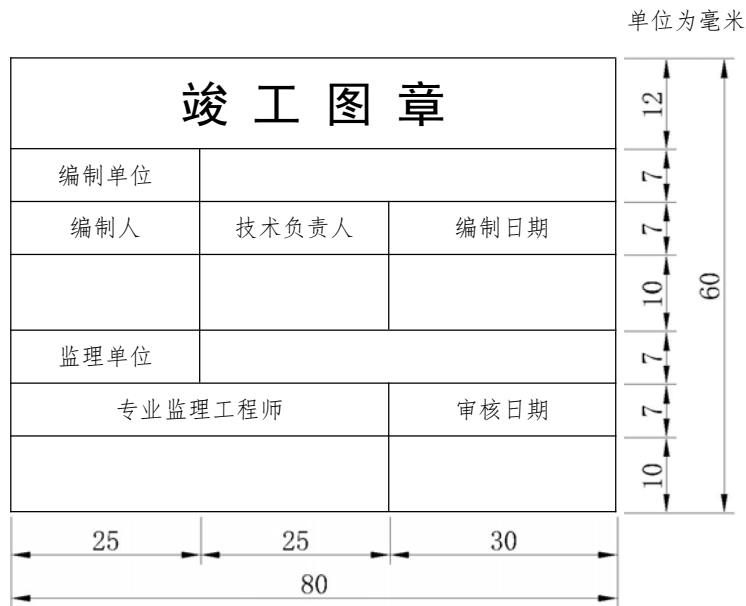 单位为毫米
竣工图章
12
编制单位
7
编制人 技术负责人 编制日期
7
10
60
监理单位
7
专业监理工程师 审核日期
7
10
25 25 30
80